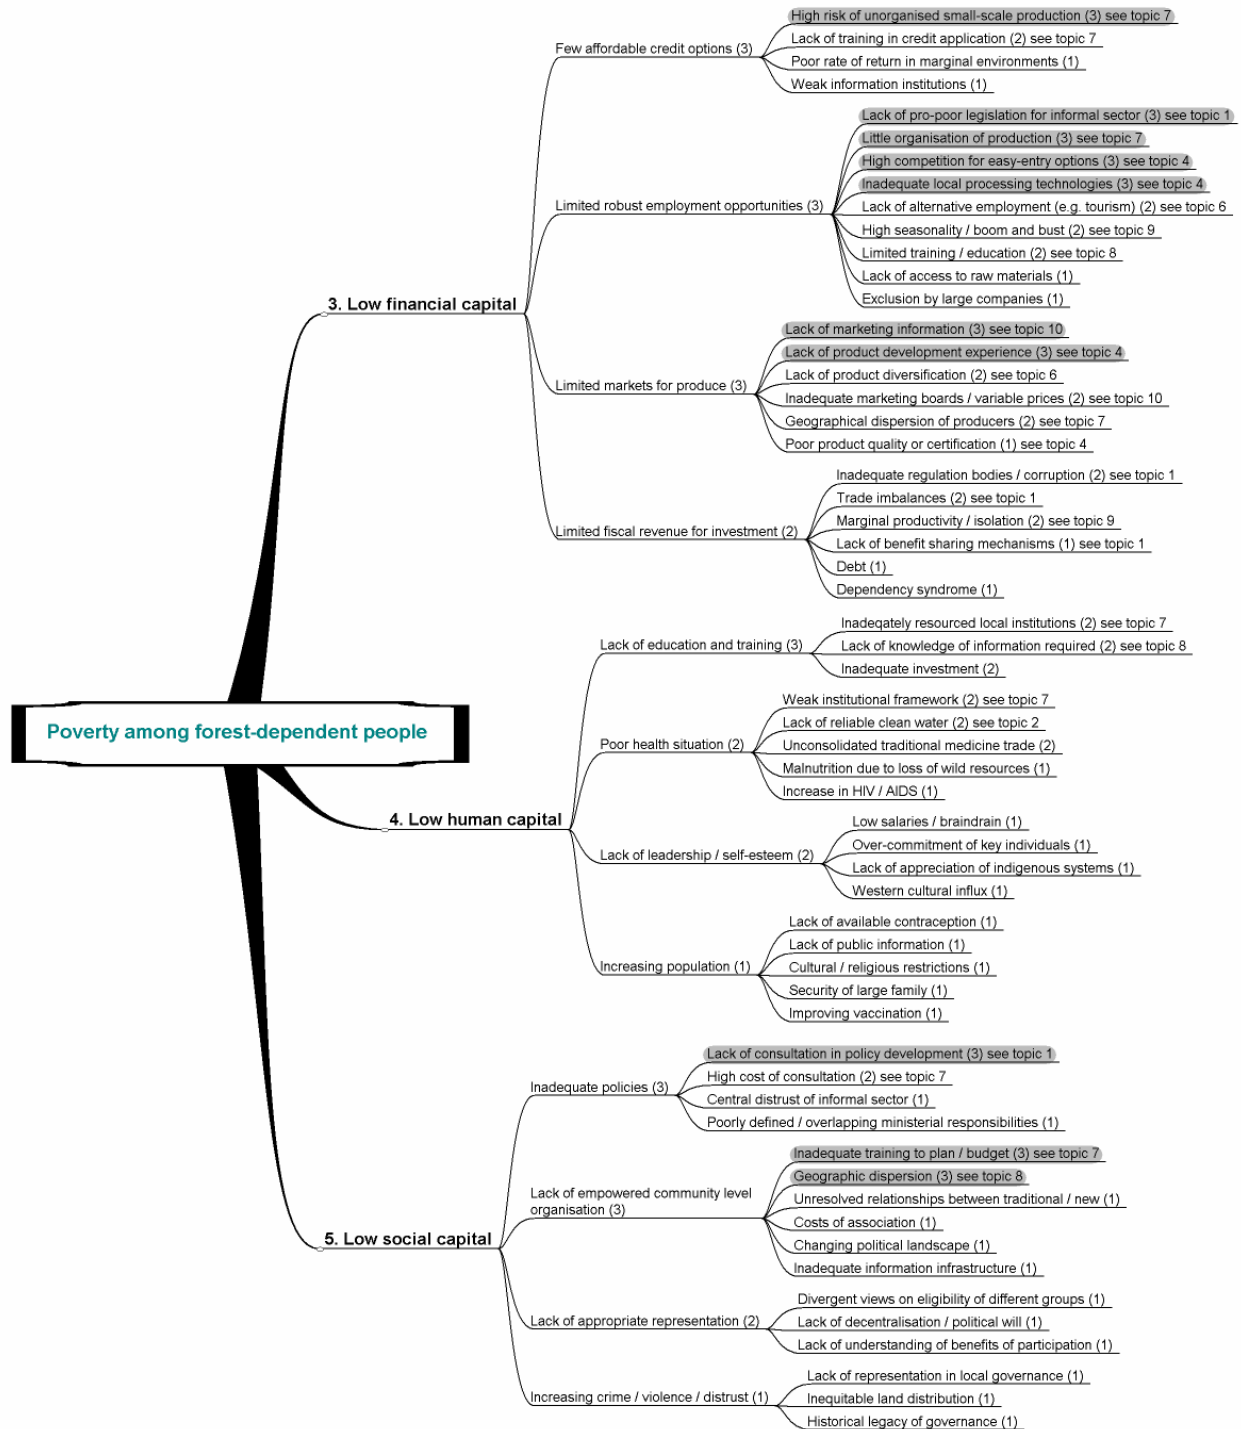 Poverty among forest-dependent people
3. Low financial capital
Few affordable credit options (3)
High risk of unorganised small-scale production (3) see topic 7
Lack of training in credit application (2) see topic 7
Poor rate of return in marginal environments (1)
Weak information institutions (1)
Limited robust employment opportunities (3)
Lack of pro-poor legislation for informal sector (3) see topic 1
Little organisation of production (3) see topic 7
High competition for easy-entry options (3) see topic 4
Inadequate local processing technologies (3) see topic 4
Lack of alternative employment (e.g. tourism) (2) see topic 6
High seasonality / boom and bust (2) see topic 9
Limited training / education (2) see topic 8
Lack of access to raw materials (1)
Exclusion by large companies (1)
Limited markets for produce (3)
Lack of marketing information (3) see topic 10
Lack of product development experience (3) see topic 4
Lack of product diversification (2) see topic 6
Inadequate marketing boards / variable prices (2) see topic 10
Geographical dispersion of producers (2) see topic 7
Poor product quality or certification (1) see topic 4
Limited fiscal revenue for investment (2)
Inadequate regulation bodies / corruption (2) see topic 1
Trade imbalances (2) see topic 1
Marginal productivity / isolation (2) see topic 9
Lack of benefit sharing mechanisms (1) see topic 1
Debt (1)
Dependency syndrome (1)
4. Low human capital
Lack of education and training (3)
Inadeqately resourced local institutions (2) see topic 7
Lack of knowledge of information required (2) see topic 8
Inadequate investment (2)
Poor health situation (2)
Weak institutional framework (2) see topic 7
Lack of reliable clean water (2) see topic 2
Unconsolidated traditional medicine trade (2)
Malnutrition due to loss of wild resources (1)
Increase in HIV / AIDS (1)
Lack of leadership / self-esteem (2)
Low salaries / braindrain (1)
Over-commitment of key individuals (1)
Lack of appreciation of indigenous systems (1)
Western cultural influx (1)
Increasing population (1)
Lack of available contraception (1)
Lack of public information (1)
Cultural / religious restrictions (1)
Security of large family (1)
Improving vaccination (1)
5. Low social capital
Inadequate policies (3)
Lack of consultation in policy development (3) see topic 1
High cost of consultation (2) see topic 7
Central distrust of informal sector (1)
Poorly defined / overlapping ministerial responsibilities (1)
Lack of empowered community level
organisation (3)
Inadequate training to plan / budget (3) see topic 7
Geographic dispersion (3) see topic 8
Unresolved relationships between traditional / new (1)
Costs of association (1)
Changing political landscape (1)
Inadequate information infrastructure (1)
Lack of appropriate representation (2)
Divergent views on eligibility of different groups (1)
Lack of decentralisation / political will (1)
Lack of understanding of benefits of participation (1)
Increasing crime / violence / distrust (1)
Lack of representation in local governance (1)
Inequitable land distribution (1)
Historical legacy of governance (1)